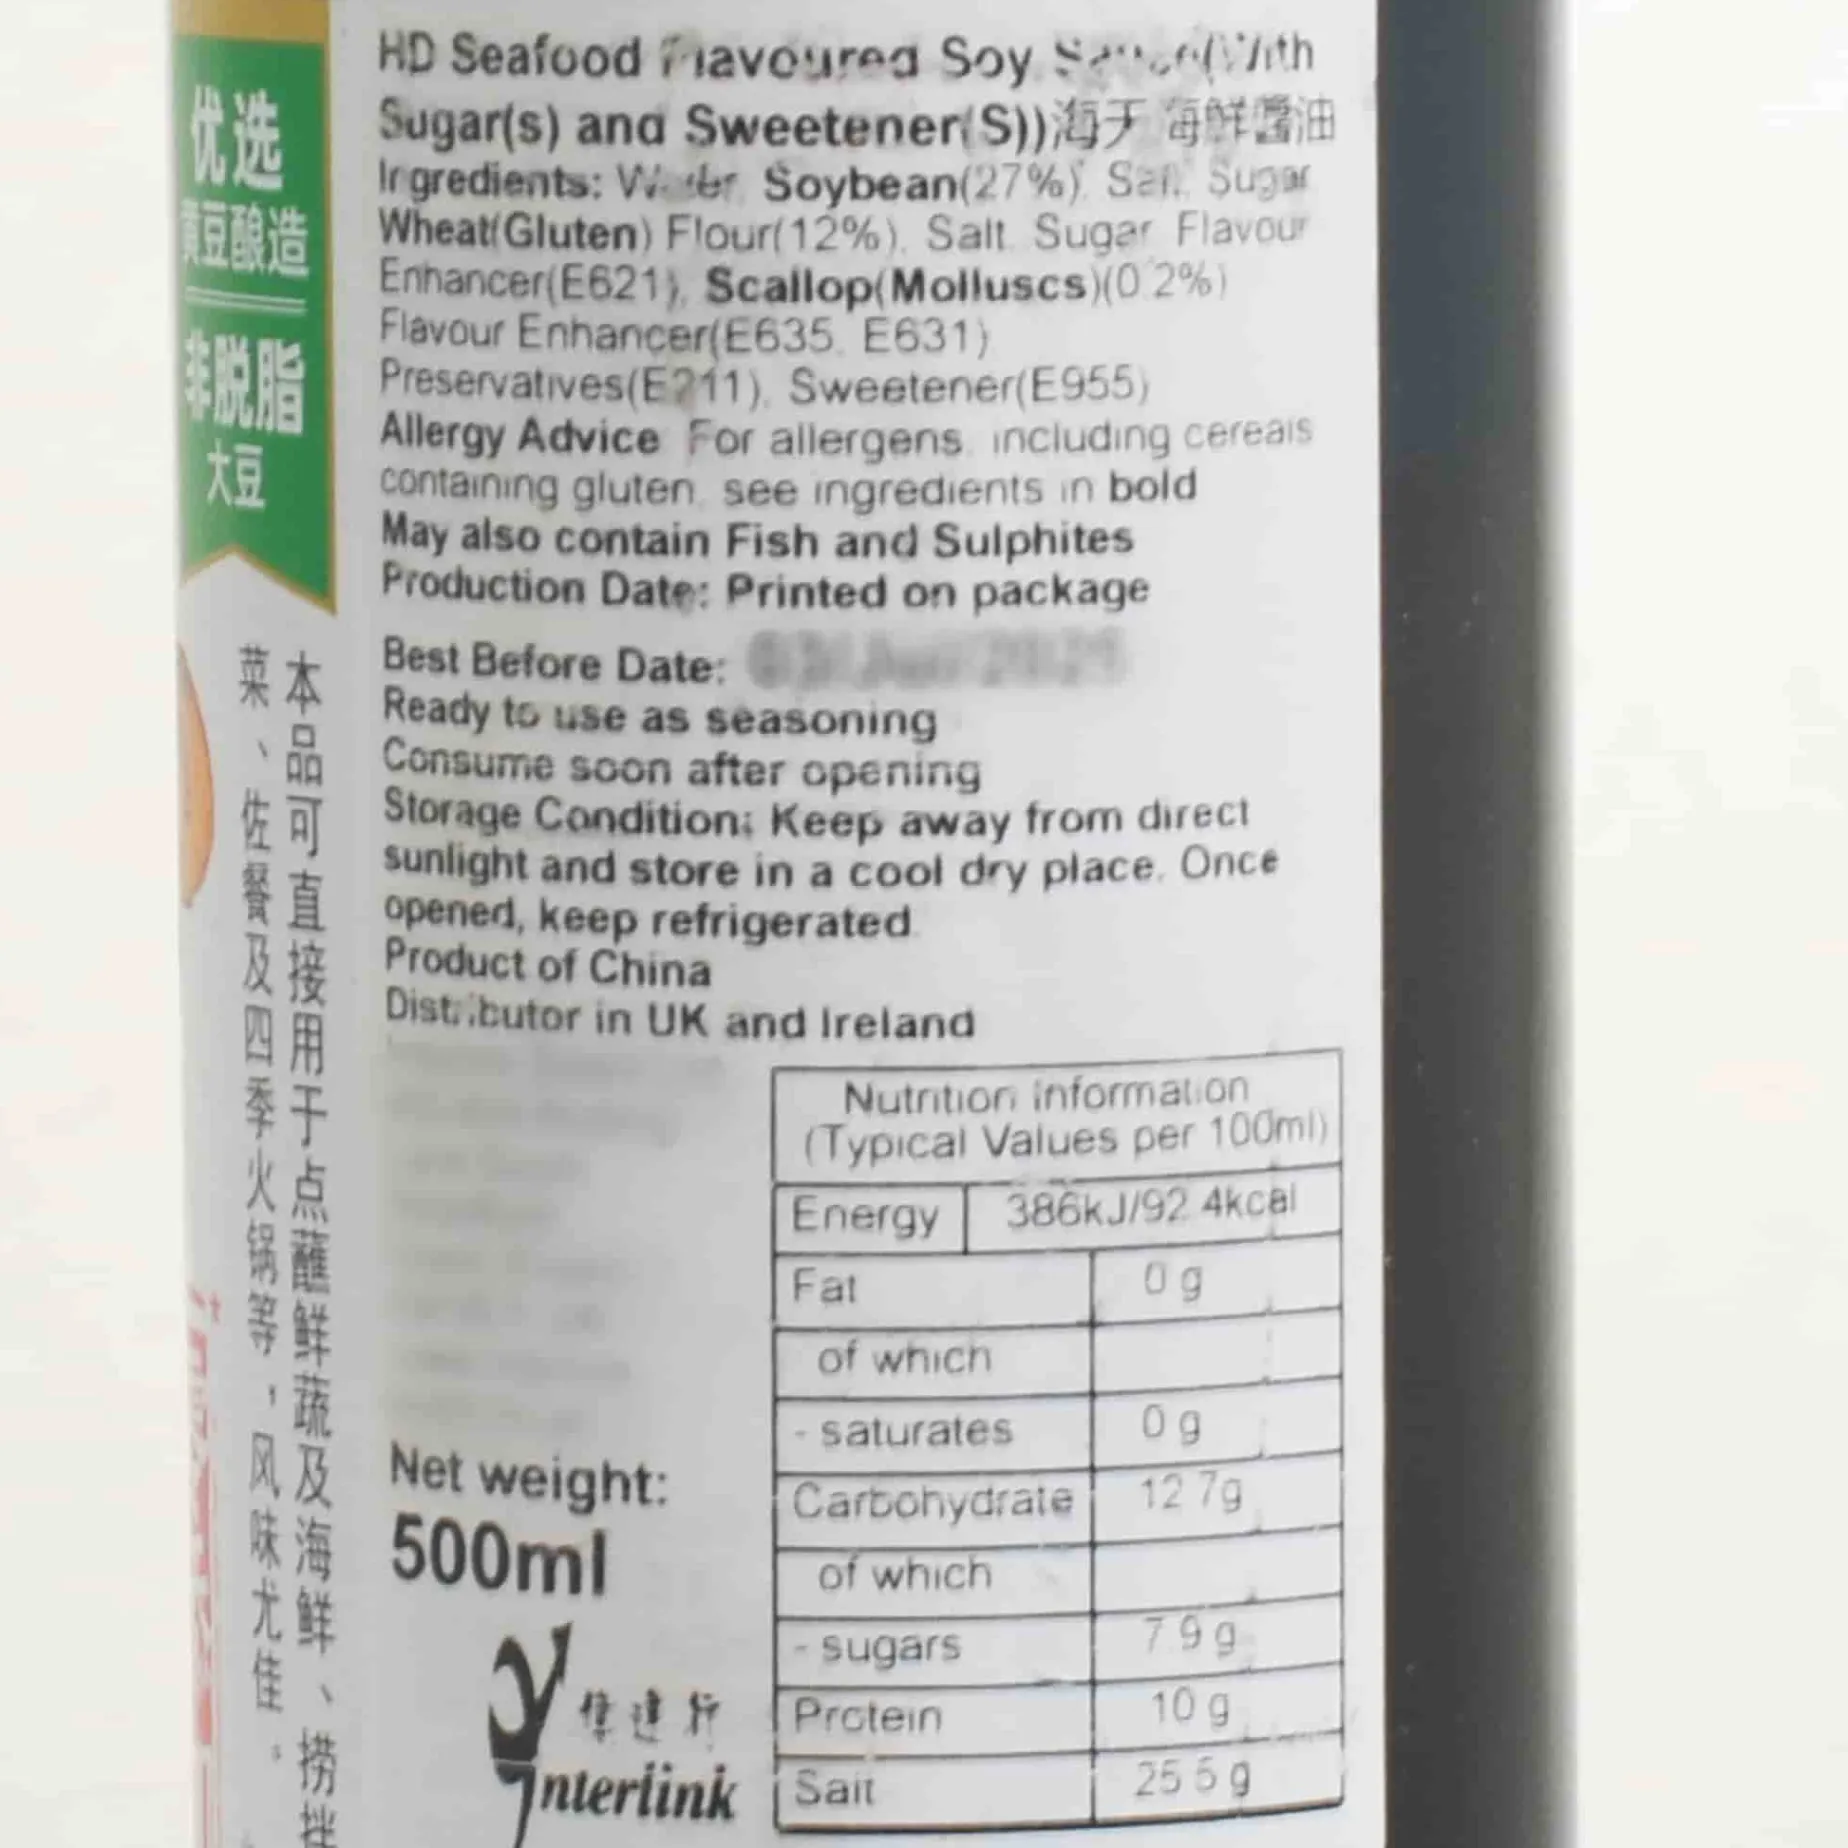 优选
黄豆酿造
非脱脂
大豆
本品可直接用于点蘸鲜蔬及海鲜、捞拌
菜、佐餐及四季火锅等，风味尤佳。
HD Seafood Flavoured Soy Sauce(With
Sugar(s) and Sweetener(S))海天 海鮮醬油
Ingredients: Water, Soybean(27%), Salt, Sugar
Wheat(Gluten) Flour(12%), Salt, Sugar, Flavour
Enhancer(E621), Scallop(Molluscs)(0.2%)
Flavour Enhancer(E635, E631)
Preservatives(E211), Sweetener(E955)
Allergy Advice For allergens, including cereals
containing gluten, see ingredients in bold
May also contain Fish and Sulphites
Production Date: Printed on package
Best Before Date:
Ready to use as seasoning
Consume soon after opening
Storage Condition: Keep away from direct
sunlight and store in a cool dry place. Once
opened, keep refrigerated.
Product of China
Distributor in UK and Ireland
Net weight:
500ml
Interlink
Nutrition Information
(Typical Values per 100ml)
Energy 386kJ/92.4kcal
Fat 0 g
of which
- saturates 0 g
Carbohydrate 12.7g
of which
- sugars 7.9 g
Protein 10 g
Salt 25.5 g